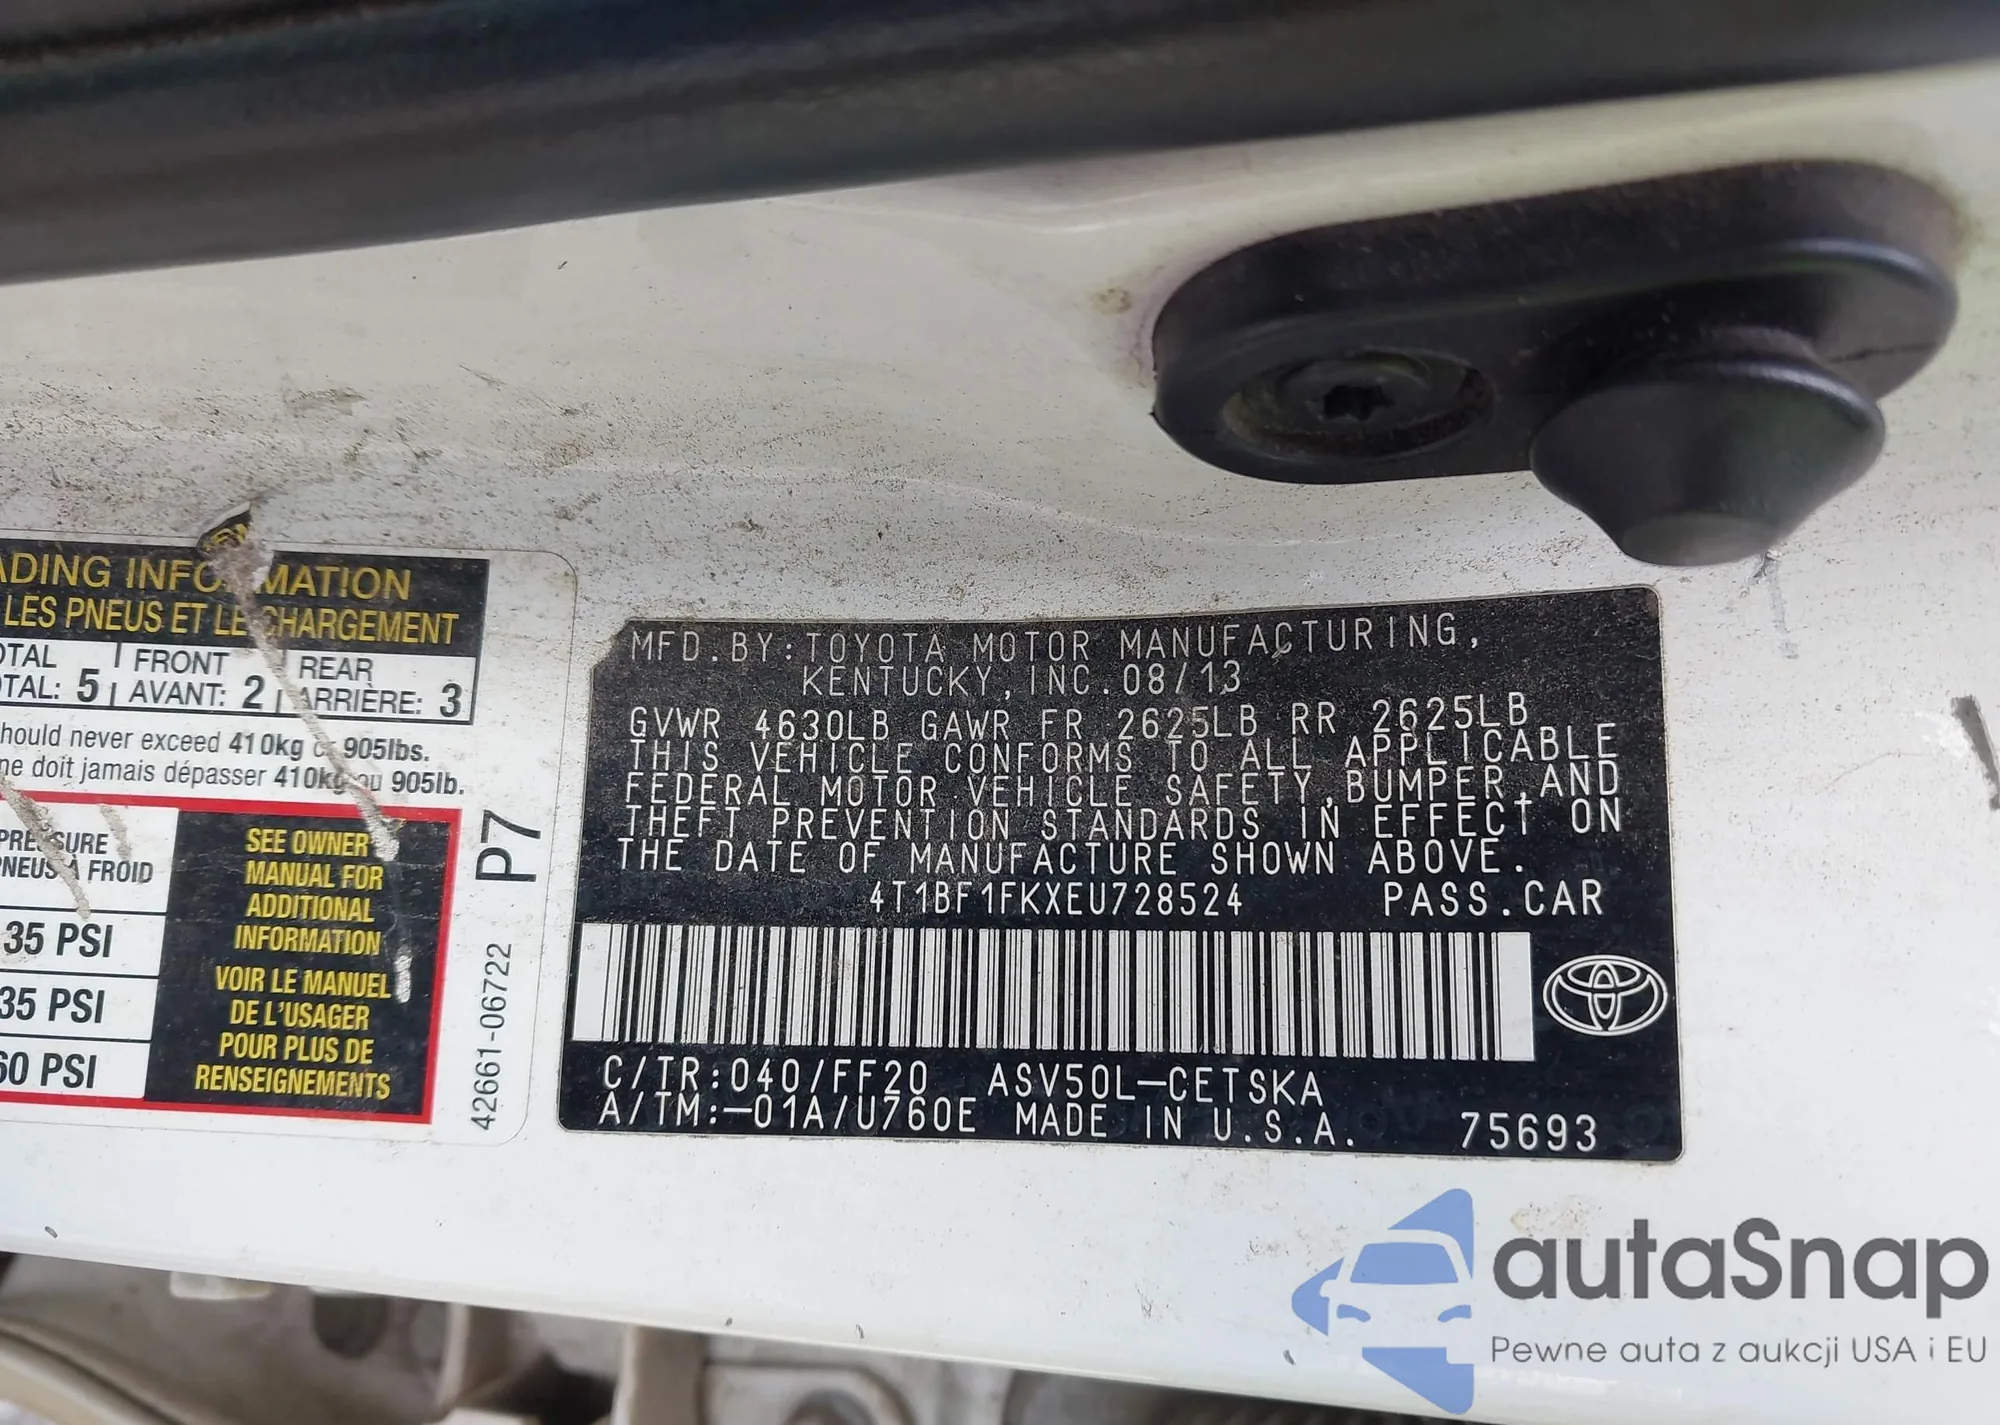 ADING INFORMATION
LES PNEUS ET LE CHARGEMENT
OTAL FRONT REAR
OTAL: 5 AVANT: 2 ARRIÈRE: 3
hould never exceed 410kg or 905lbs.
ne doit jamais dépasser 410kg ou 905lb.
PRESSURE
PNEUS À FROID
35 PSI
35 PSI
60 PSI
SEE OWNER
MANUAL FOR
ADDITIONAL
INFORMATION
VOIR LE MANUEL
DE L'USAGER
POUR PLUS DE
RENSEIGNEMENTS
P7
42661-06722
MFD.BY:TOYOTA MOTOR MANUFACTURING,
KENTUCKY,INC.08/13
GVWR 4630LB GAWR FR 2625LB RR 2625LB
THIS VEHICLE CONFORMS TO ALL APPLICABLE
FEDERAL MOTOR VEHICLE SAFETY,BUMPER,AND
THEFT PREVENTION STANDARDS IN EFFECT ON
THE DATE OF MANUFACTURE SHOWN ABOVE.
4T1BF1FKXEU728524 PASS.CAR
C/TR:040/FF20 ASV50L-CETSKA
A/TM:-01A/U760E MADE IN U.S.A. 75693
autaSnap
Pewne auta z aukcji USA i EU